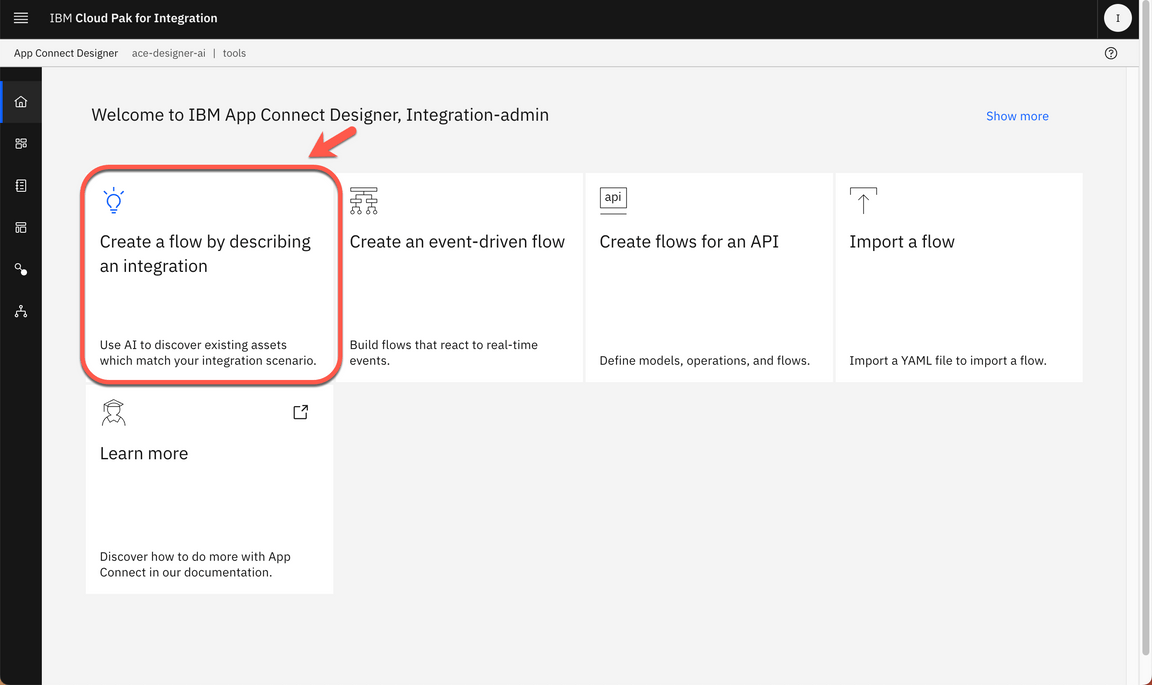 IBM Cloud Pak for Integration
I
App Connect Designer ace-designer-ai | tools
Welcome to IBM App Connect Designer, Integration-admin
Show more
Create a flow by describing
an integration
Use AI to discover existing assets
which match your integration scenario.
Create an event-driven flow
Build flows that react to real-time
events.
api
Create flows for an API
Define models, operations, and flows.
Import a flow
Import a YAML file to import a flow.
Learn more
Discover how to do more with App
Connect in our documentation.